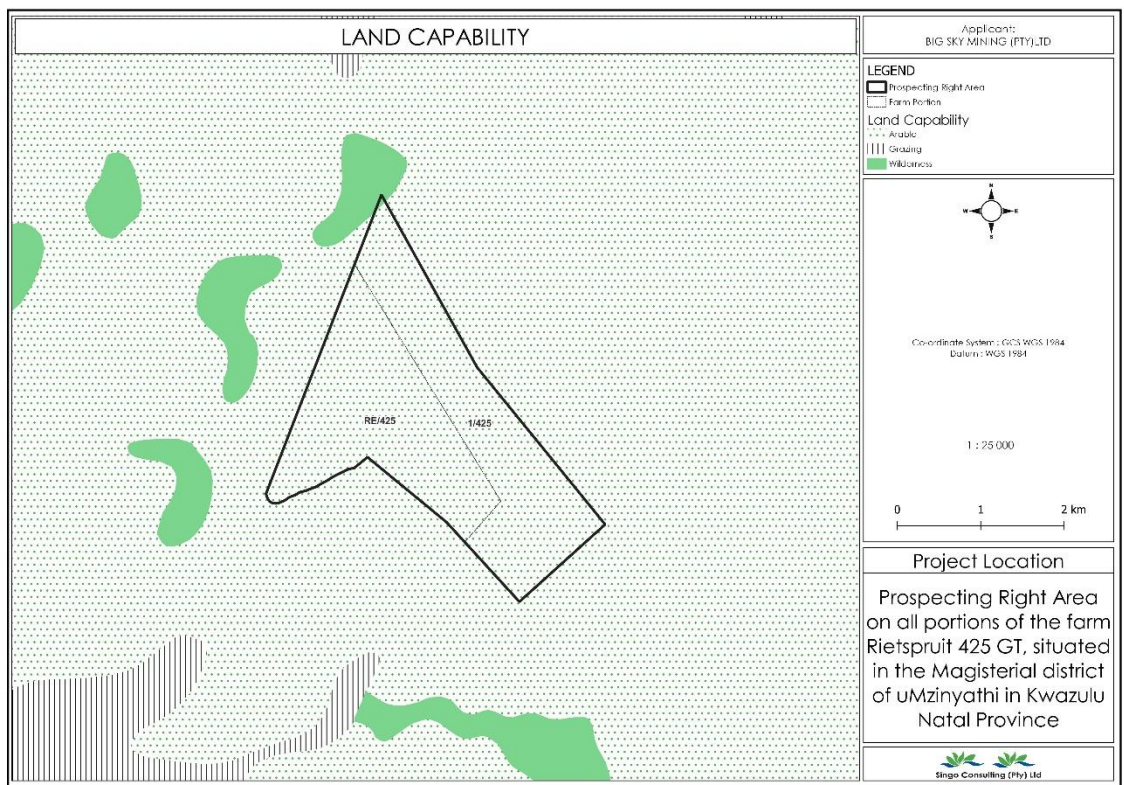 LAND CAPABILITY
RE/425
1/425
Applicant:
BIG SKY MINING (PTY)LTD
LEGEND
Prospecting Right Area
Farm Portion
Land Capability
Arable
Grazing
Wilderness
N
W E
S
Co-ordinate System : GCS WGS 1984
Datum : WGS 1984
1 : 25 000
0 1 2 km
Project Location
Prospecting Right Area
on all portions of the farm
Rietspruit 425 GT, situated
in the Magisterial district
of uMzinyathi in Kwazulu
Natal Province
Singo Consulting (Pty) Ltd